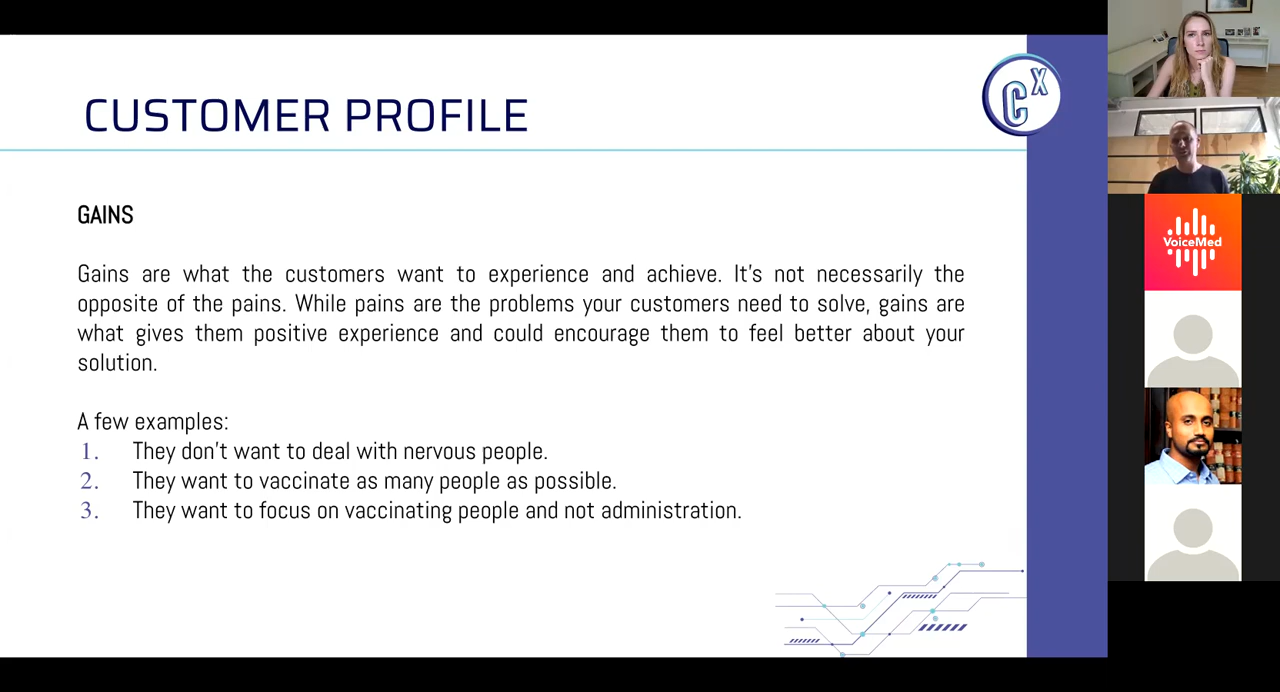 CUSTOMER PROFILE
CX
GAINS
Gains are what the customers want to experience and achieve. It's not necessarily the
opposite of the pains. While pains are the problems your customers need to solve, gains are
what gives them positive experience and could encourage them to feel better about your
solution.
A few examples:
1. They don't want to deal with nervous people.
2. They want to vaccinate as many people as possible.
3. They want to focus on vaccinating people and not administration.
VoiceMed